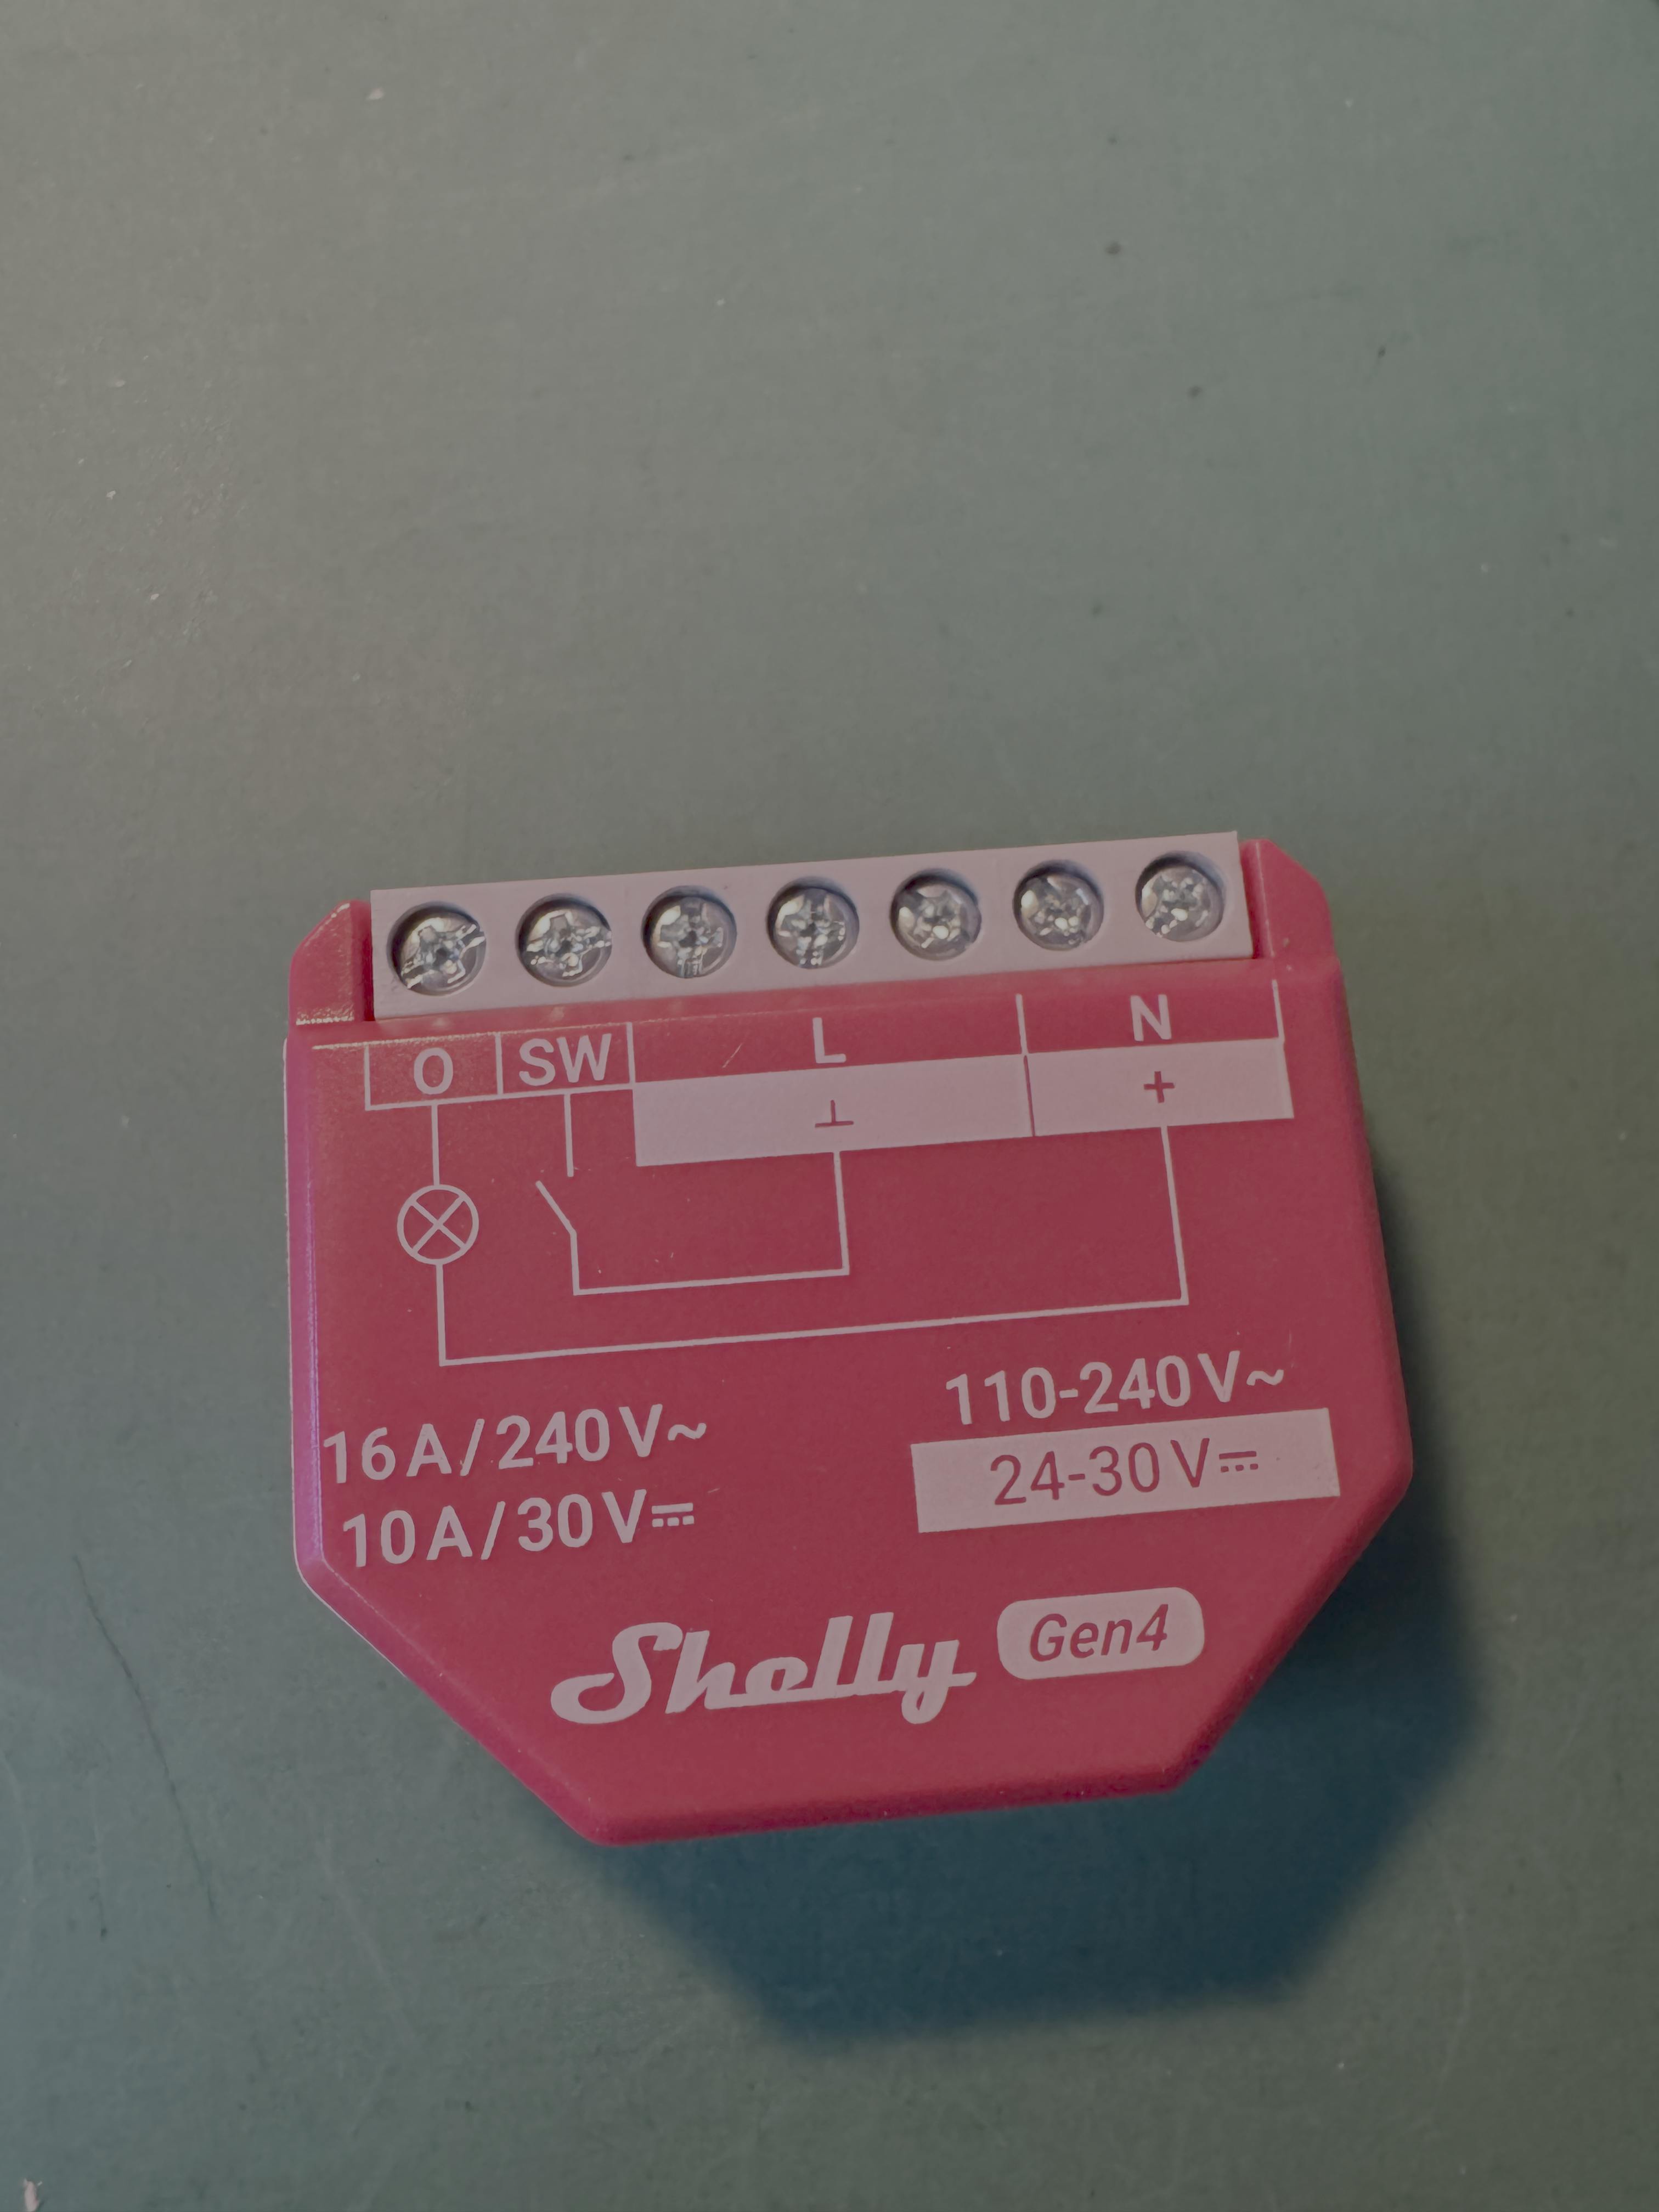 O SW L N
⊥ +
110-240V~
16A/240V~
24-30V⎓
10A/30V⎓
Shelly Gen4